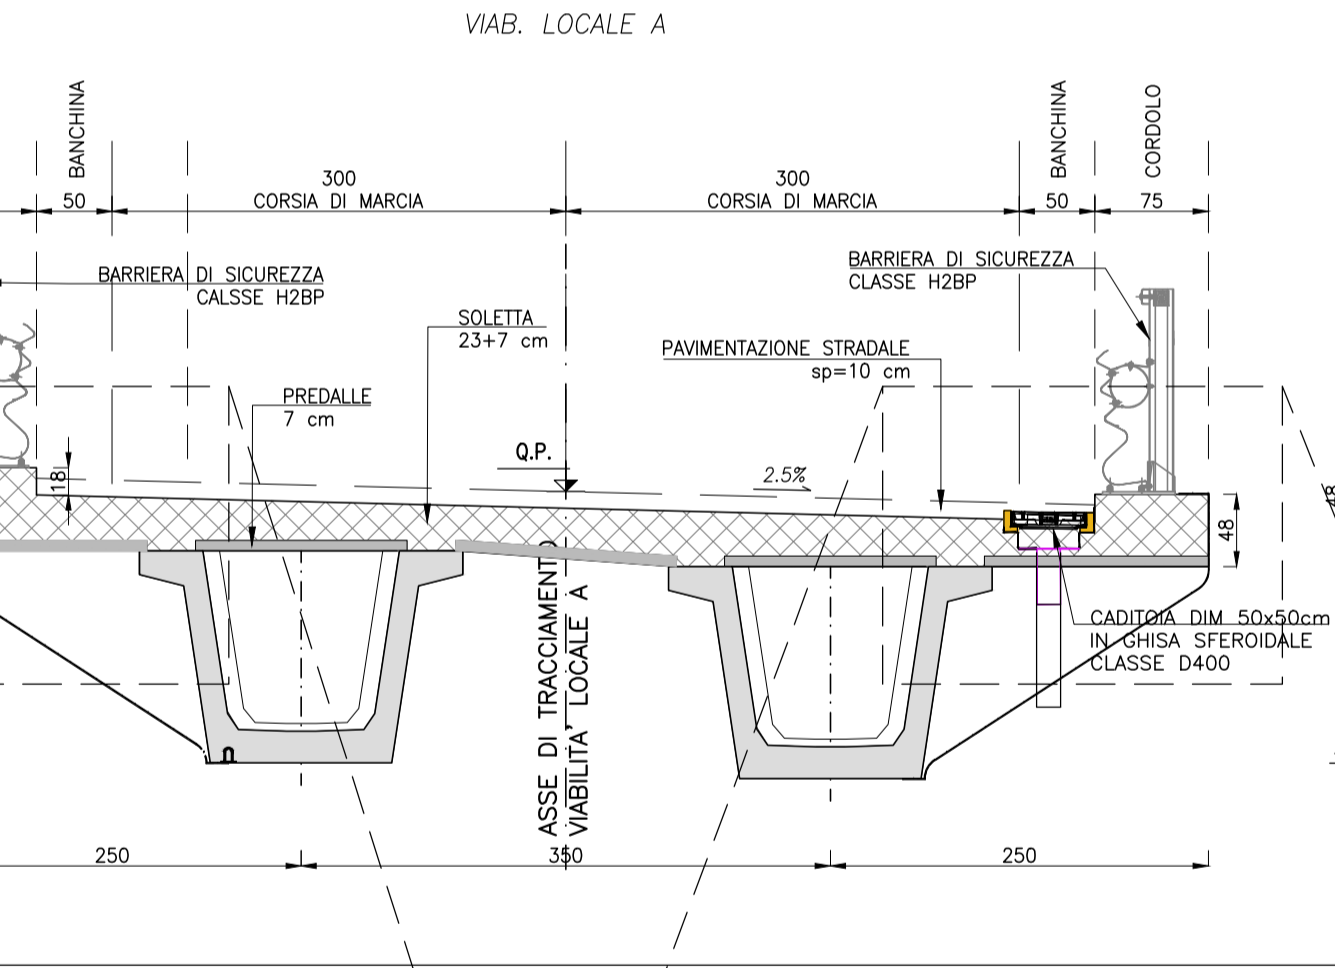 VIAB. LOCALE A
BANCHINA
BANCHINA
CORDOLO
300
300
50
CORSIA DI MARCIA
CORSIA DI MARCIA
50
75
BARRIERA DI SICUREZZA
CALSSE H2BP
BARRIERA DI SICUREZZA
CLASSE H2BP
SOLETTA
23+7 cm
PAVIMENTAZIONE STRADALE
sp=10 cm
PREDALLE
7 cm
Q.P.
2.5%
18
48
48
CADITOIA DIM 50x50cm
IN GHISA SFEROIDALE
CLASSE D400
ASSE DI TRACCIAMENTO
VIABILITA' LOCALE A
250
350
250